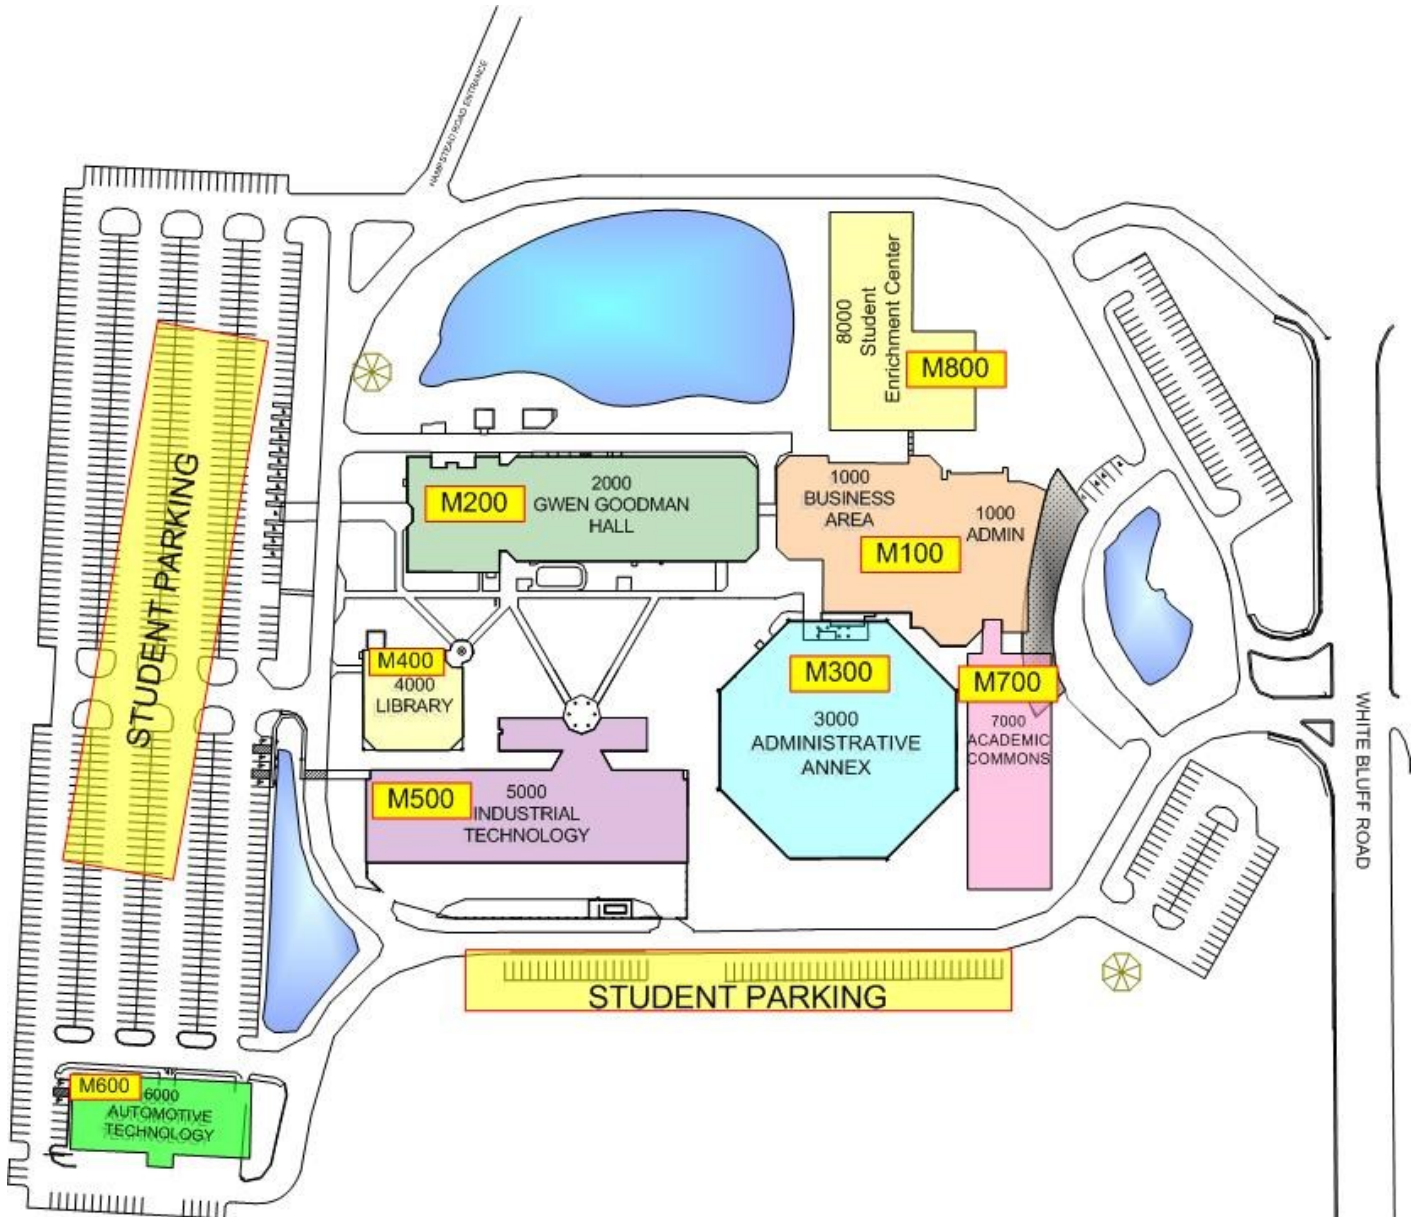 HAMPSTEAD ROAD ENTRANCE
8000
Student
Enrichment Center
M800
M200
2000
GWEN GOODMAN
HALL
1000
BUSINESS
AREA
1000
ADMIN
M100
STUDENT PARKING
M400
4000
LIBRARY
M300
3000
ADMINISTRATIVE
ANNEX
M700
7000
ACADEMIC
COMMONS
M500
5000
INDUSTRIAL
TECHNOLOGY
WHITE BLUFF ROAD
STUDENT PARKING
M600
6000
AUTOMOTIVE
TECHNOLOGY